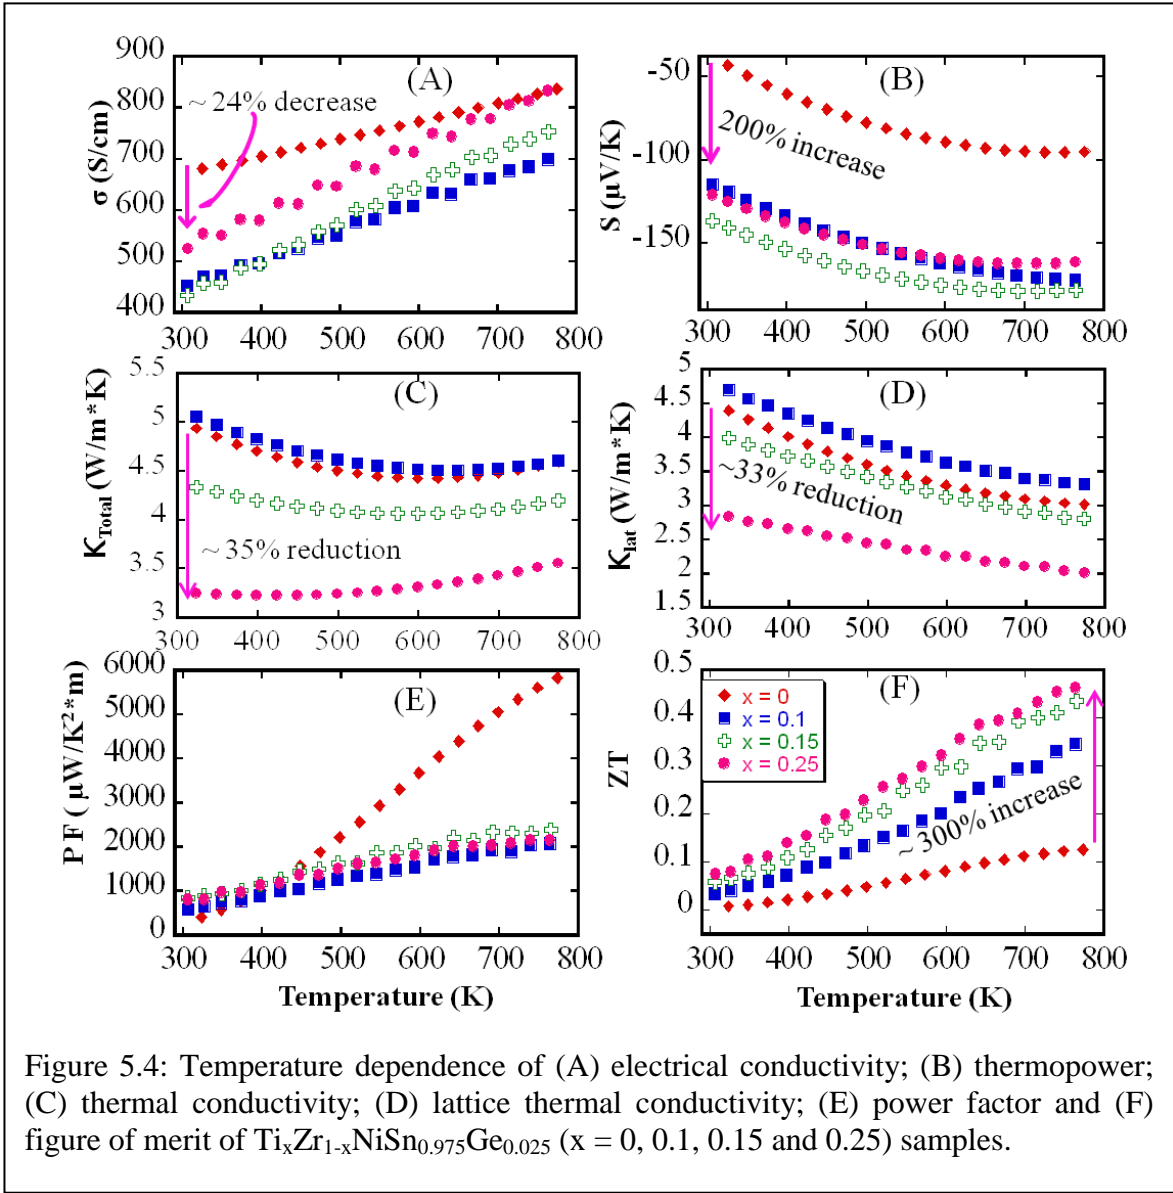 900
800
700
600
500
400
300 400 500 600 700 800
σ (S/cm)
(A)
~ 24% decrease
-50
-100
-150
300 400 500 600 700 800
S (µV/K)
(B)
200% increase
5.5
5
4.5
4
3.5
3
300 400 500 600 700 800
K_Total (W/m*K)
(C)
~ 35% reduction
5
4.5
4
3.5
3
2.5
2
1.5
300 400 500 600 700 800
K_lat (W/m*K)
(D)
~33% reduction
6000
5000
4000
3000
2000
1000
0
300 400 500 600 700 800
P F ( µW/K²*m)
(E)
Temperature (K)
0.5
0.4
0.3
0.2
0.1
0
300 400 500 600 700 800
ZT
(F)
x = 0
x = 0.1
x = 0.15
x = 0.25
~ 300% increase
Temperature (K)
Figure 5.4: Temperature dependence of (A) electrical conductivity; (B) thermopower;
(C) thermal conductivity; (D) lattice thermal conductivity; (E) power factor and (F)
figure of merit of TiₓZr₁₋ₓNiSn₀.₉₇₅Ge₀.₀₂₅ (x = 0, 0.1, 0.15 and 0.25) samples.